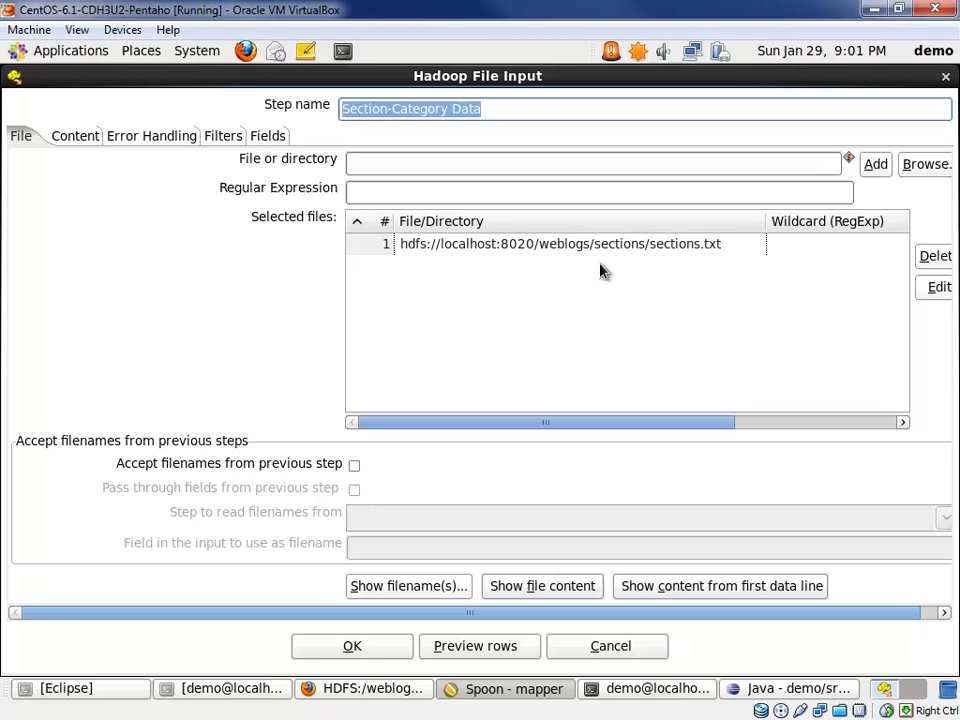 CentOS-6.1-CDH3U2-Pentaho [Running] - Oracle VM VirtualBox
Machine View Devices Help
Applications Places System Sun Jan 29, 9:01 PM demo
Hadoop File Input
Step name Section-Category Data
File Content Error Handling Filters Fields
File or directory Add Browse.
Regular Expression
Selected files: # File/Directory Wildcard (RegExp)
1 hdfs://localhost:8020/weblogs/sections/sections.txt
Delet
Edit
Accept filenames from previous steps
Accept filenames from previous step
Pass through fields from previous step
Step to read filenames from
Field in the input to use as filename
Show filename(s)... Show file content Show content from first data line
OK Preview rows Cancel
[Eclipse] [demo@localh... HDFS:/weblog... Spoon - mapper demo@localho... Java - demo/sr...
Right Ctrl